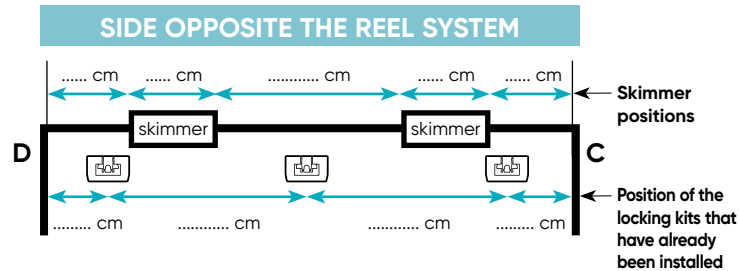 SIDE OPPOSITE THE REEL SYSTEM
...... cm ...... cm ............ cm ...... cm ...... cm
Skimmer
positions
skimmer skimmer
D C
Position of the
locking kits that
have already
been installed
......... cm ............ cm ............ cm ......... cm